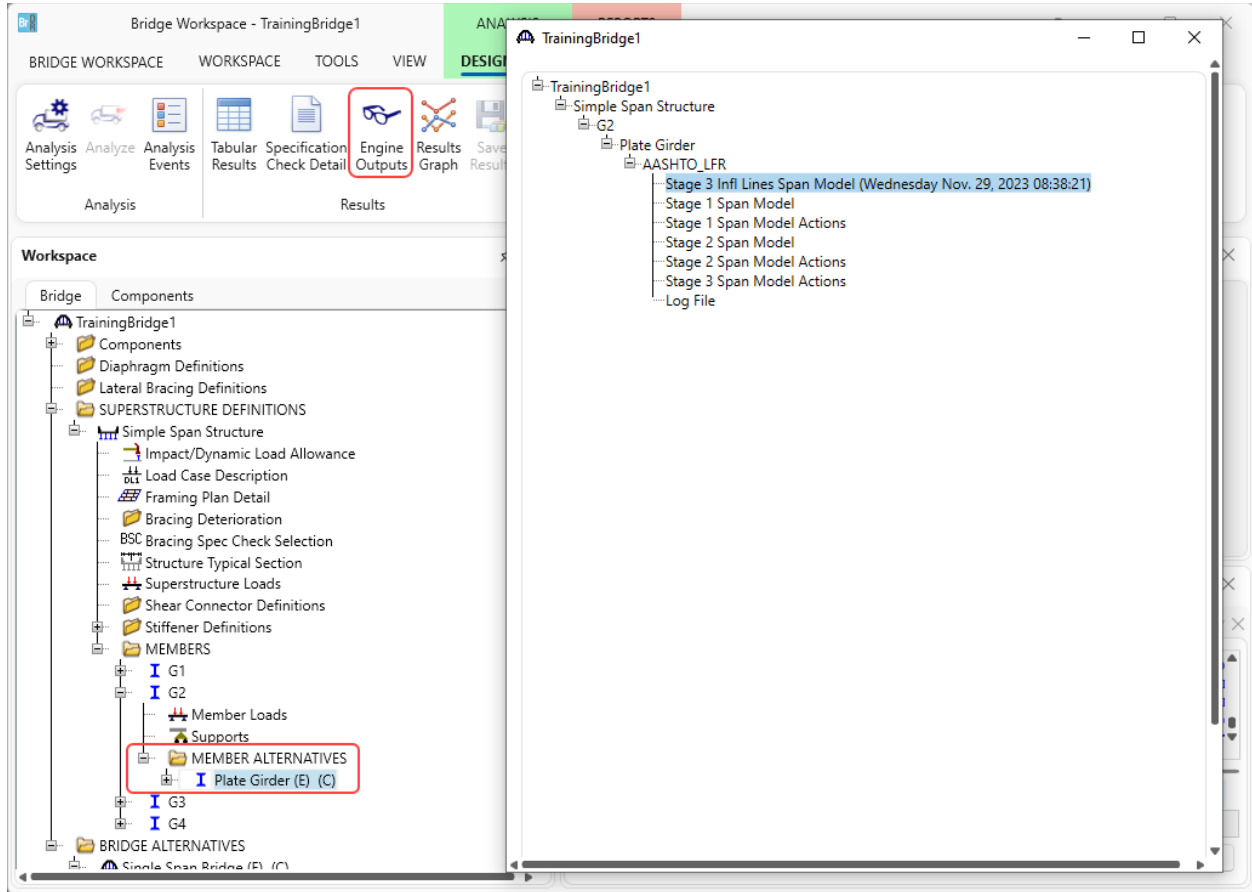 Br
Bridge Workspace - TrainingBridge1
BRIDGE WORKSPACE
WORKSPACE
TOOLS
VIEW
Analysis Settings
Analyze
Analysis Events
Tabular Results
Specification Check Detail
Engine Outputs
Results Graph
Save
Analysis
Results
Workspace
Bridge
Components
TrainingBridge1
Components
Diaphragm Definitions
Lateral Bracing Definitions
SUPERSTRUCTURE DEFINITIONS
Simple Span Structure
Impact/Dynamic Load Allowance
DL1 Load Case Description
Framing Plan Detail
Bracing Deterioration
BSC Bracing Spec Check Selection
Structure Typical Section
Superstructure Loads
Shear Connector Definitions
Stiffener Definitions
MEMBERS
G1
G2
Member Loads
Supports
MEMBER ALTERNATIVES
Plate Girder (E) (C)
G3
G4
BRIDGE ALTERNATIVES
Single Span Bridge (E) (C)
TrainingBridge1
TrainingBridge1
Simple Span Structure
G2
Plate Girder
AASHTO_LFR
Stage 3 Infl Lines Span Model (Wednesday Nov. 29, 2023 08:38:21)
Stage 1 Span Model
Stage 1 Span Model Actions
Stage 2 Span Model
Stage 2 Span Model Actions
Stage 3 Span Model Actions
Log File